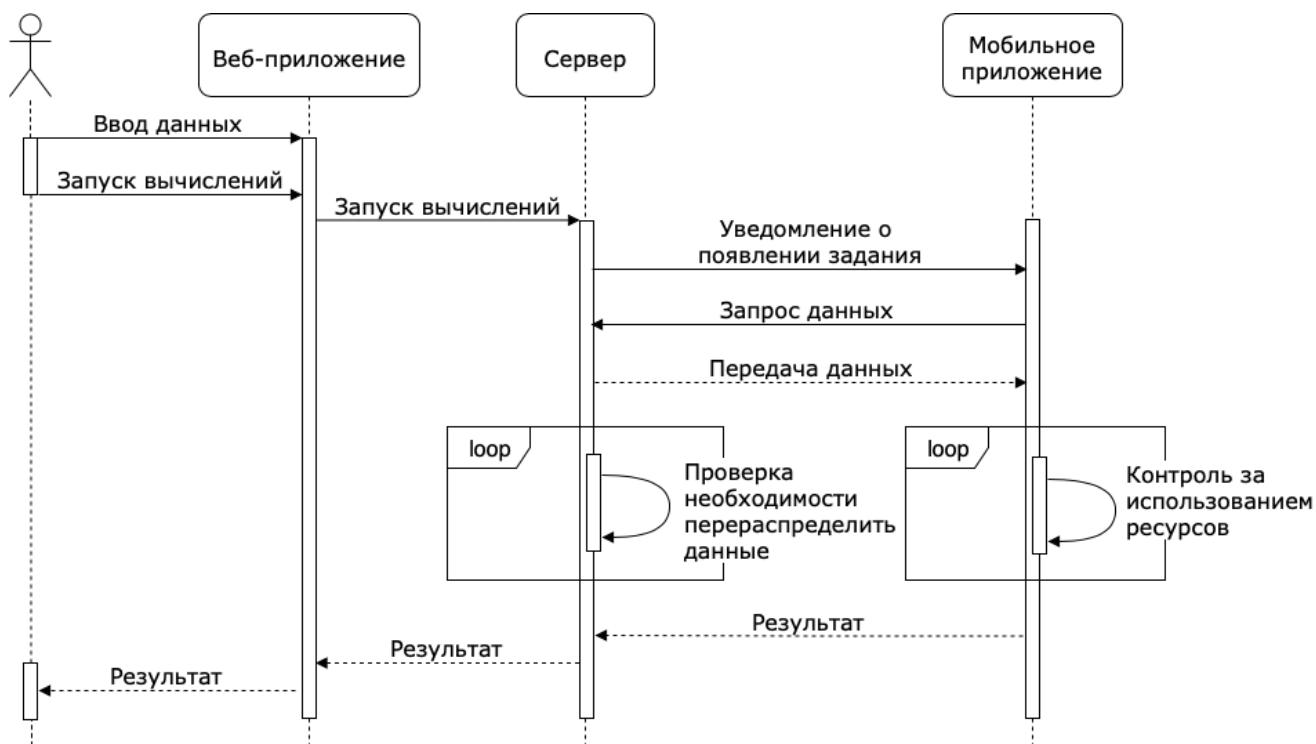 Веб-приложение
Сервер
Мобильное
приложение
Ввод данных
Запуск вычислений
Запуск вычислений
Уведомление о
появлении задания
Запрос данных
Передача данных
loop
Проверка
необходимости
перераспределить
данные
loop
Контроль за
использованием
ресурсов
Результат
Результат
Результат